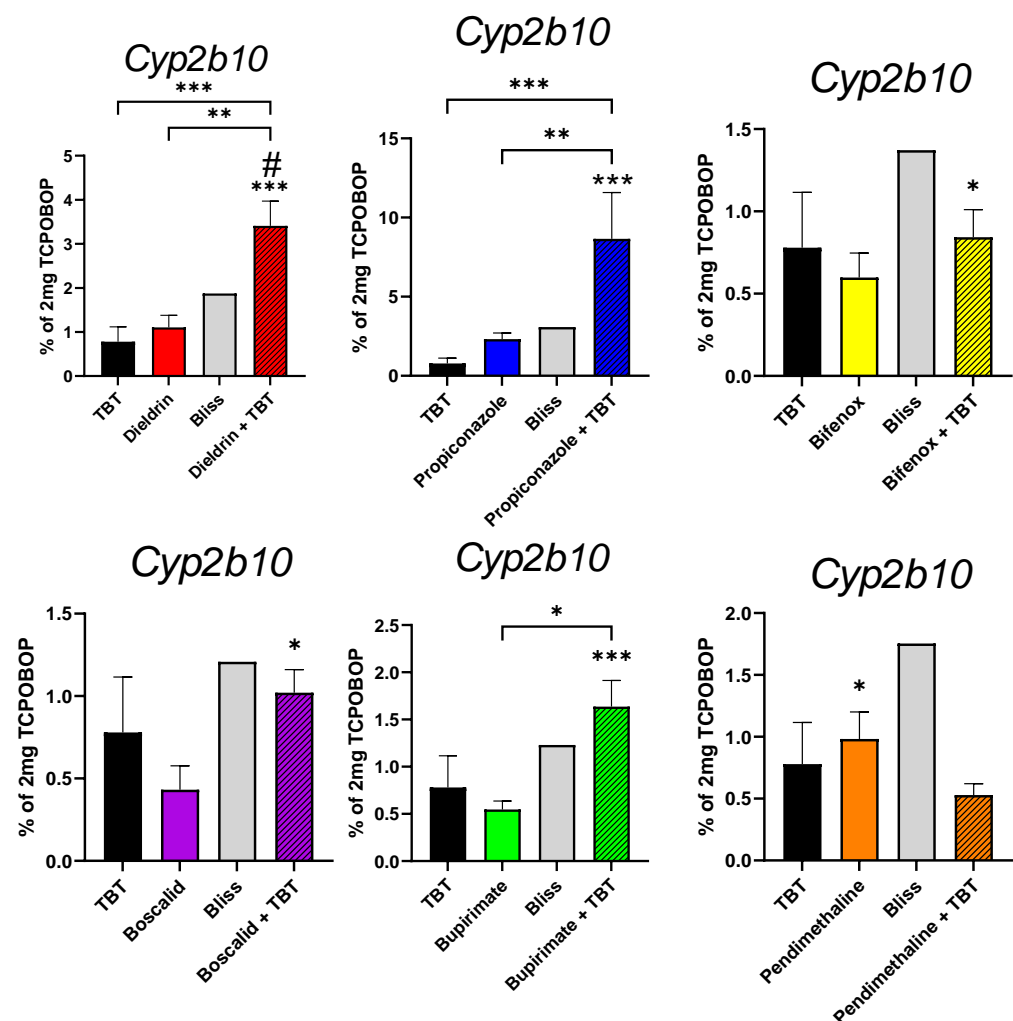 Cyp2b10
***
**
#
***
% of 2mg TCPOBOP
5
4
3
2
1
0
TBT
Dieldrin
Bliss
Dieldrin + TBT
Cyp2b10
***
**
***
% of 2mg TCPOBOP
15
10
5
0
TBT
Propiconazole
Bliss
Propiconazole + TBT
Cyp2b10
*
% of 2mg TCPOBOP
1.5
1.0
0.5
0.0
TBT
Bifenox
Bliss
Bifenox + TBT
Cyp2b10
*
% of 2mg TCPOBOP
1.5
1.0
0.5
0.0
TBT
Boscalid
Bliss
Boscalid + TBT
Cyp2b10
*
***
% of 2mg TCPOBOP
2.5
2.0
1.5
1.0
0.5
0.0
TBT
Bupirimate
Bliss
Bupirimate + TBT
Cyp2b10
*
% of 2mg TCPOBOP
2.0
1.5
1.0
0.5
0.0
TBT
Pendimethaline
Bliss
Pendimethaline + TBT